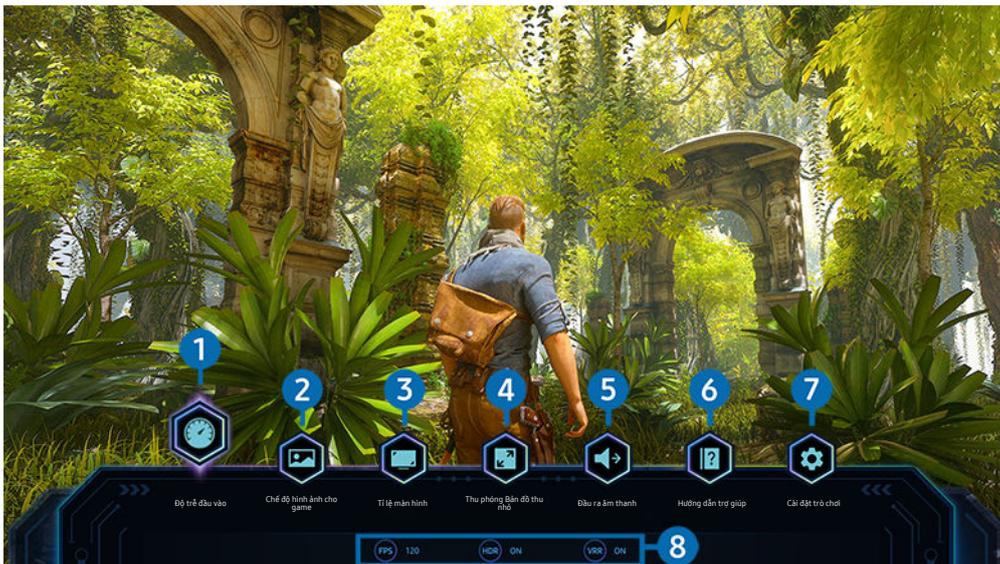 1
2
3
4
5
6
7
Độ trễ đầu vào
Chế độ hình ảnh cho
game
Tỉ lệ màn hình
Thu phóng Bản đồ thu
nhỏ
Đầu ra âm thanh
Hướng dẫn trợ giúp
Cài đặt trò chơi
FPS 120
HDR ON
VRR ON
8